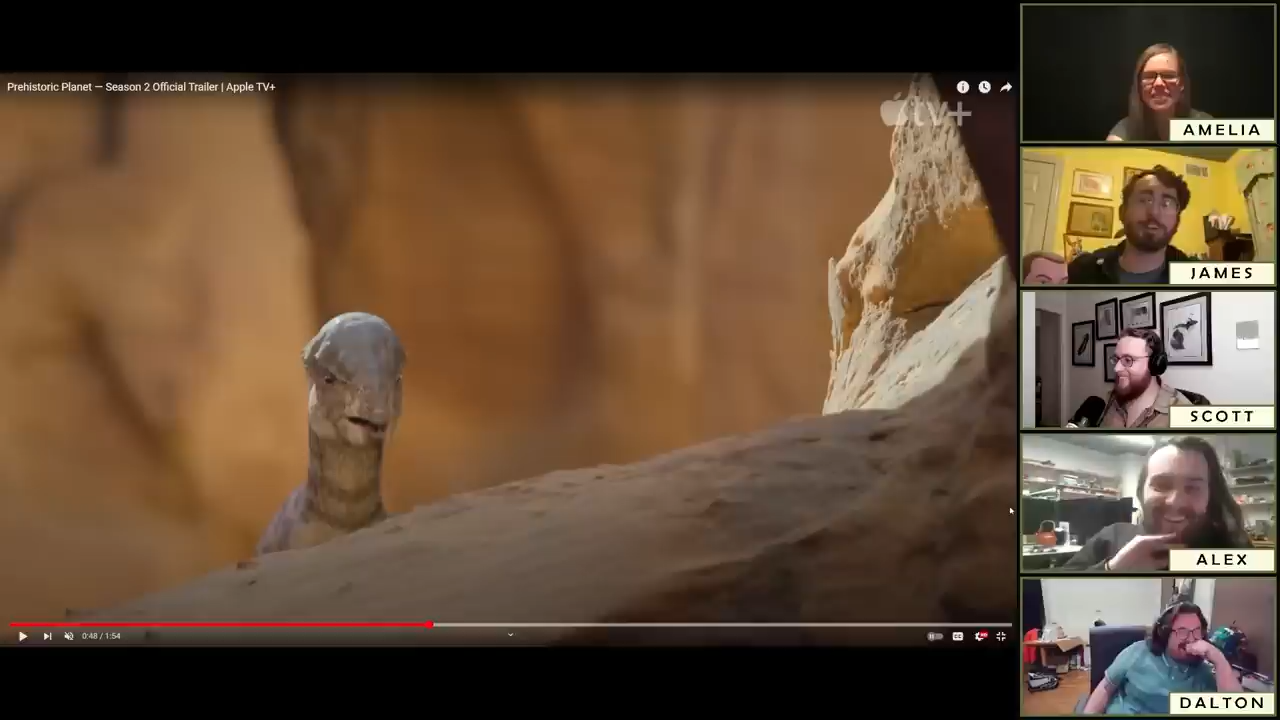 Prehistoric Planet — Season 2 Official Trailer | Apple TV+
tv+
0:48 / 1:54
AMELIA
JAMES
SCOTT
ALEX
DALTON